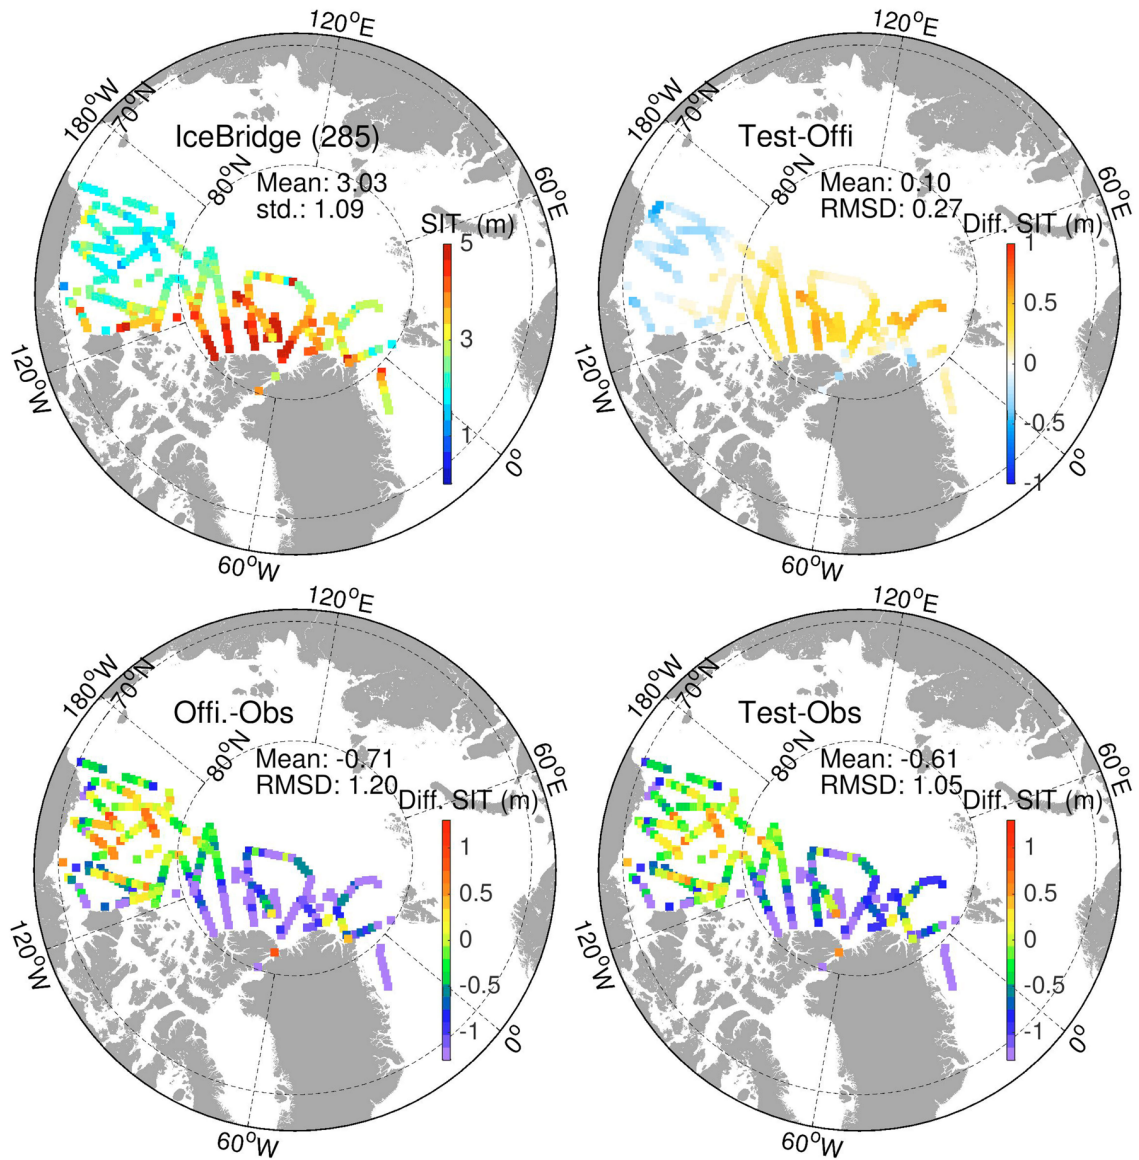 120°E
180°W
70°N
IceBridge (285)
80°N
Mean: 3.03
std.: 1.09
60°E
SIT (m)
5
3
1
120°W
0°
60°W
120°E
180°W
70°N
Test-Offi
80°N
Mean: 0.10
RMSD: 0.27
60°E
Diff. SIT (m)
1
0.5
0
-0.5
-1
120°W
0°
60°W
120°E
180°W
70°N
Offi.-Obs
80°N
Mean: -0.71
RMSD: 1.20
60°E
Diff. SIT (m)
1
0.5
0
-0.5
-1
120°W
0°
60°W
120°E
180°W
70°N
Test-Obs
80°N
Mean: -0.61
RMSD: 1.05
60°E
Diff. SIT (m)
1
0.5
0
-0.5
-1
120°W
0°
60°W